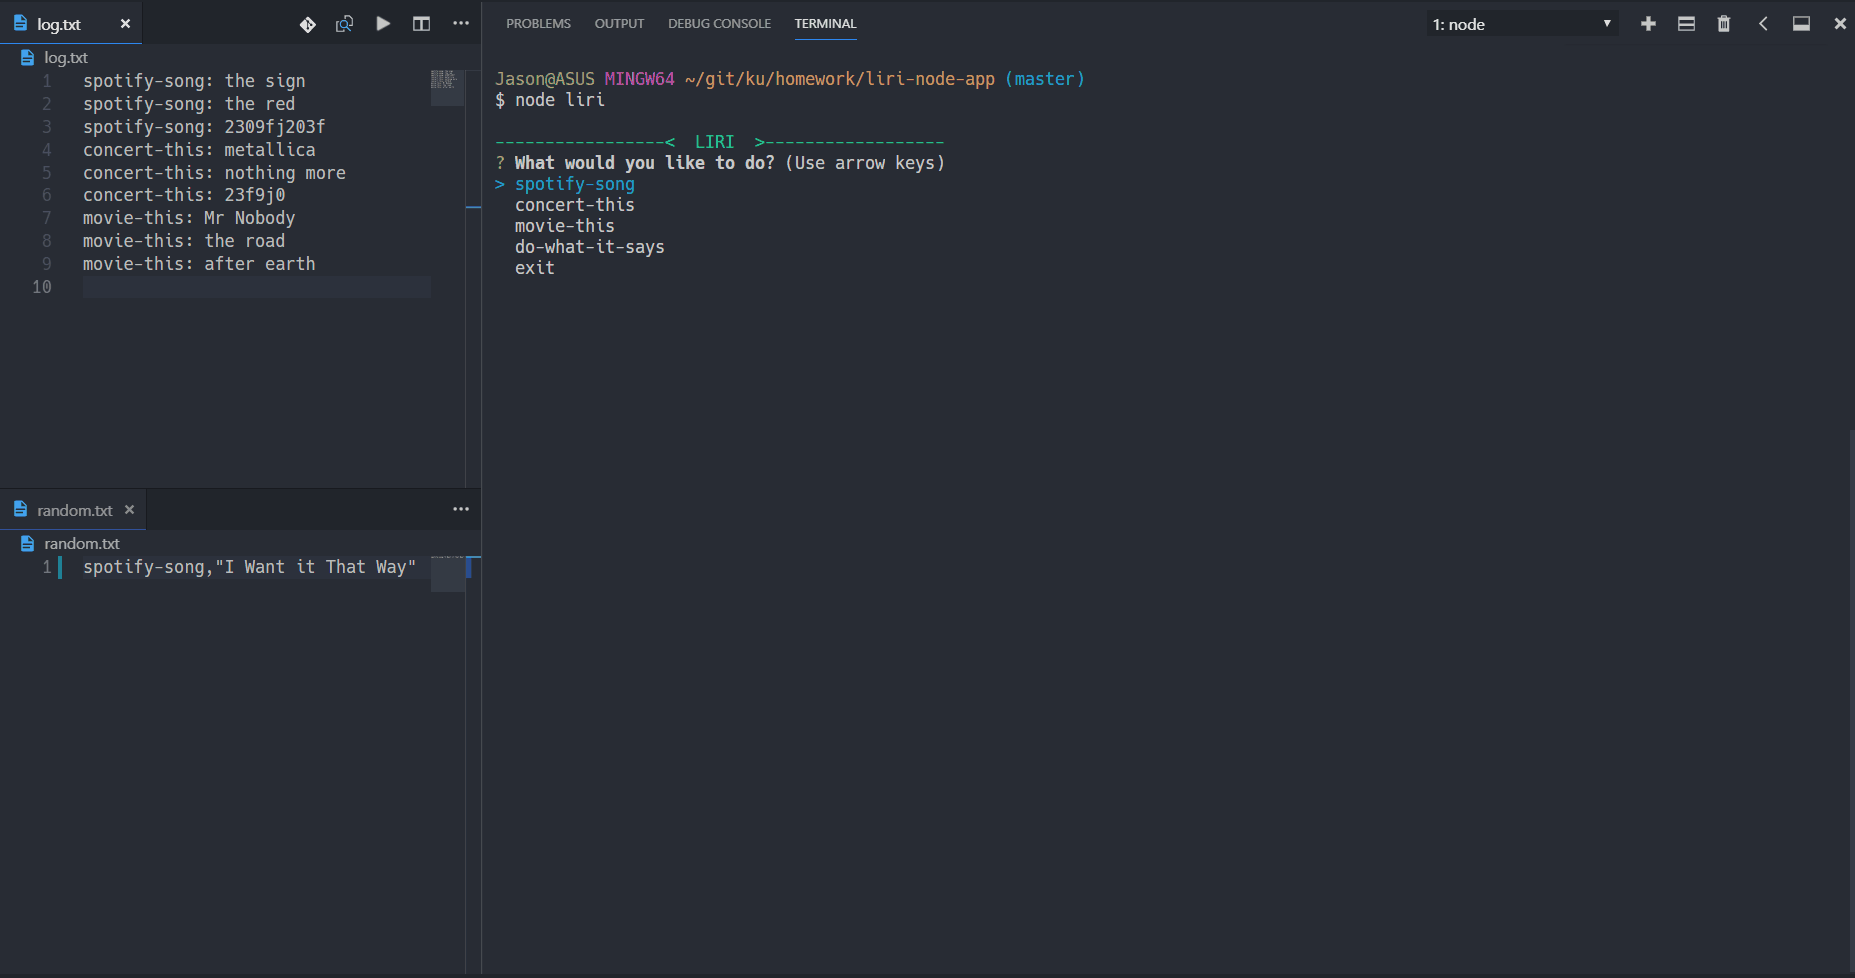 log.txt
log.txt
1 spotify-song: the sign
2 spotify-song: the red
3 spotify-song: 2309fj203f
4 concert-this: metallica
5 concert-this: nothing more
6 concert-this: 23f9j0
7 movie-this: Mr Nobody
8 movie-this: the road
9 movie-this: after earth
10
random.txt
random.txt
1 spotify-song,"I Want it That Way"
PROBLEMS OUTPUT DEBUG CONSOLE TERMINAL
1: node
Jason@ASUS MINGW64 ~/git/ku/homework/liri-node-app (master)
$ node liri
-----------------<  LIRI  >------------------
? What would you like to do? (Use arrow keys)
> spotify-song
concert-this
movie-this
do-what-it-says
exit